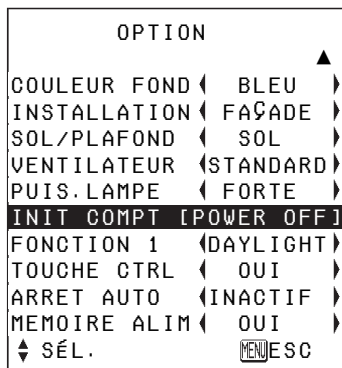 OPTION
▲
COULEUR FOND BLEU
INSTALLATION FAÇADE
SOL/PLAFOND SOL
VENTILATEUR STANDARD
PUIS.LAMPE FORTE
INIT COMPT [POWER OFF]
FONCTION 1 DAYLIGHT
TOUCHE CTRL OUI
ARRET AUTO INACTIF
MEMOIRE ALIM OUI
SÉL. MENU ESC